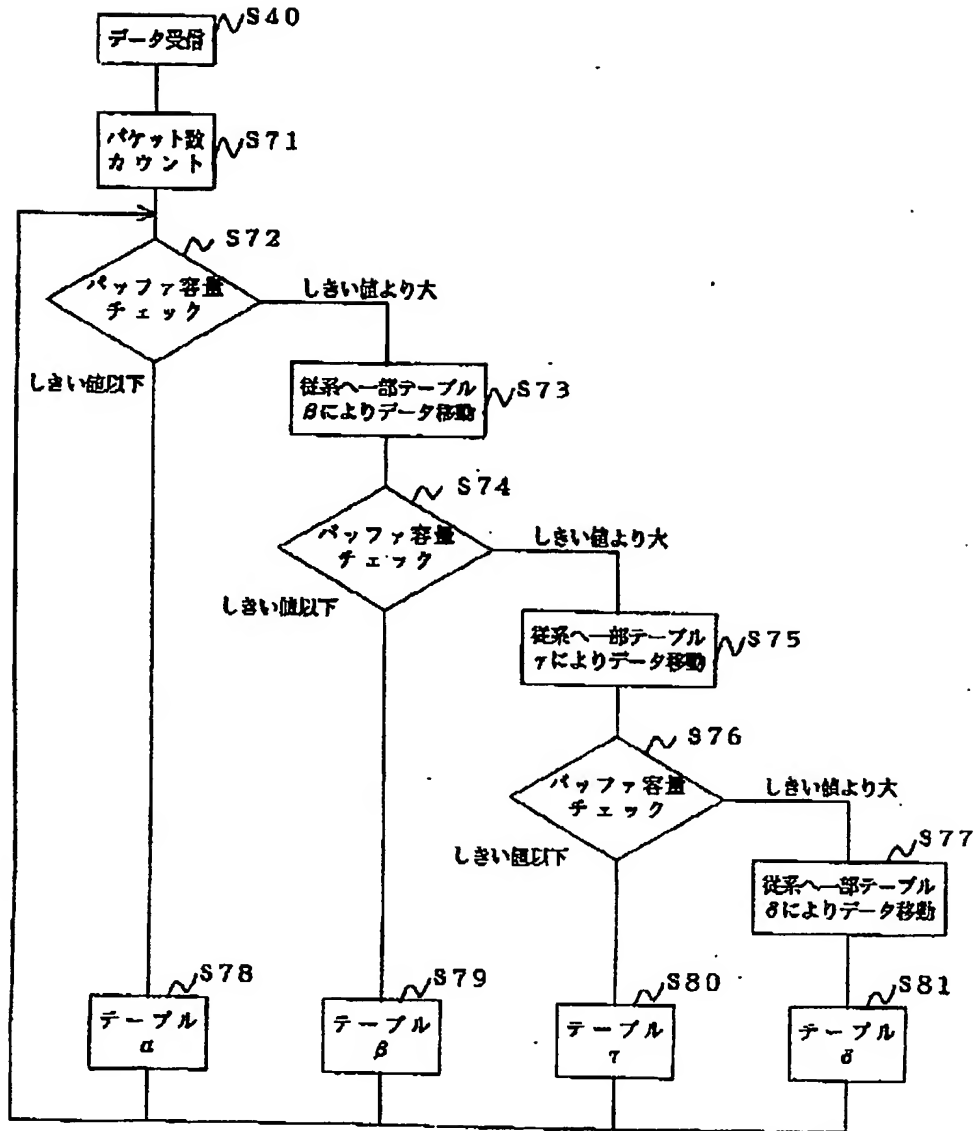 S40
データ受信
パケット数
カウント
S71
S72
バッファ容量
チェック
しきい値より大
しきい値以下
従系へ一部テーブル
βによりデータ移動
S73
S74
バッファ容量
チェック
しきい値より大
しきい値以下
従系へ一部テーブル
γによりデータ移動
S75
S76
バッファ容量
チェック
しきい値より大
しきい値以下
S77
従系へ一部テーブル
δによりデータ移動
S78
テーブル
α
S79
テーブル
β
S80
テーブル
γ
S81
テーブル
δ